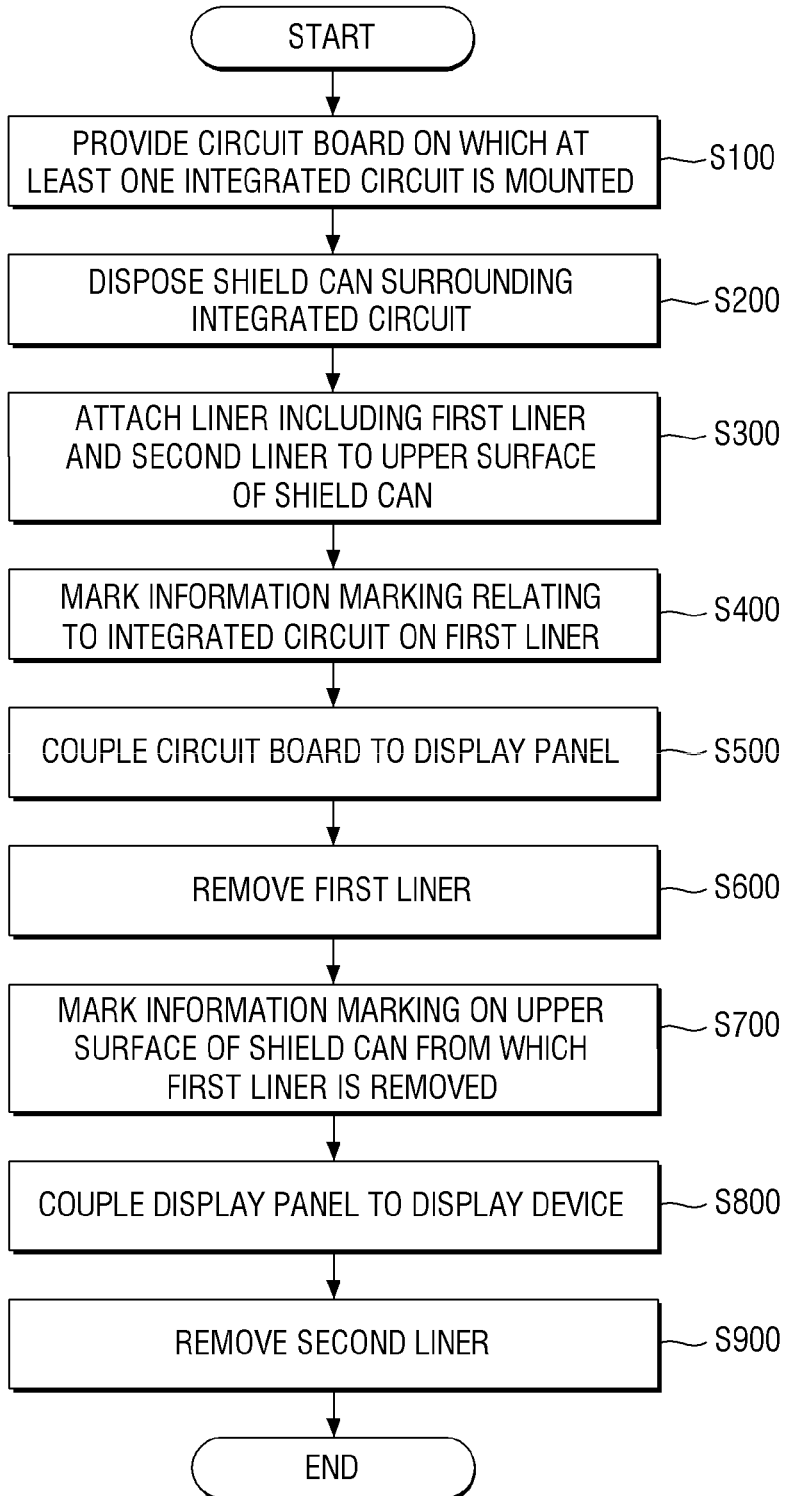 START
PROVIDE CIRCUIT BOARD ON WHICH AT
LEAST ONE INTEGRATED CIRCUIT IS MOUNTED
S100
DISPOSE SHIELD CAN SURROUNDING
INTEGRATED CIRCUIT
S200
ATTACH LINER INCLUDING FIRST LINER
AND SECOND LINER TO UPPER SURFACE
OF SHIELD CAN
S300
MARK INFORMATION MARKING RELATING
TO INTEGRATED CIRCUIT ON FIRST LINER
S400
COUPLE CIRCUIT BOARD TO DISPLAY PANEL
S500
REMOVE FIRST LINER
S600
MARK INFORMATION MARKING ON UPPER
SURFACE OF SHIELD CAN FROM WHICH
FIRST LINER IS REMOVED
S700
COUPLE DISPLAY PANEL TO DISPLAY DEVICE
S800
REMOVE SECOND LINER
S900
END